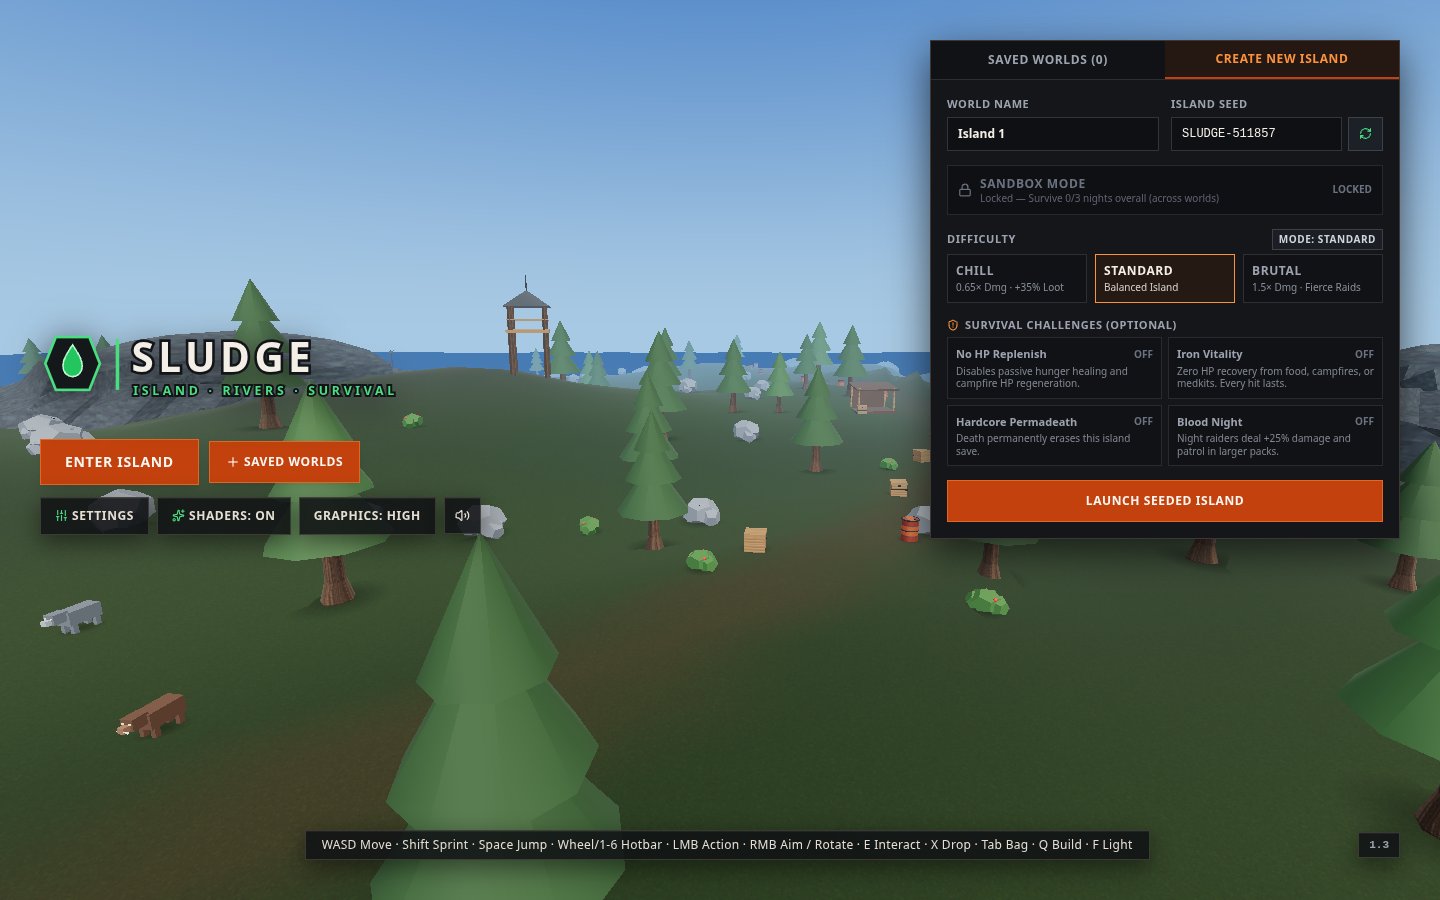 SAVED WORLDS (0)
CREATE NEW ISLAND
WORLD NAME
ISLAND SEED
Island 1
SLUDGE-511857
SANDBOX MODE
Locked — Survive 0/3 nights overall (across worlds)
LOCKED
DIFFICULTY
MODE: STANDARD
CHILL
0.65× Dmg · +35% Loot
STANDARD
Balanced Island
BRUTAL
1.5× Dmg · Fierce Raids
SURVIVAL CHALLENGES (OPTIONAL)
No HP Replenish
OFF
Disables passive hunger healing and
campfire HP regeneration.
Iron Vitality
OFF
Zero HP recovery from food, campfires, or
medkits. Every hit lasts.
Hardcore Permadeath
OFF
Death permanently erases this island
save.
Blood Night
OFF
Night raiders deal +25% damage and
patrol in larger packs.
LAUNCH SEEDED ISLAND
SLUDGE
ISLAND · RIVERS · SURVIVAL
ENTER ISLAND
+ SAVED WORLDS
SETTINGS
SHADERS: ON
GRAPHICS: HIGH
WASD Move · Shift Sprint · Space Jump · Wheel/1-6 Hotbar · LMB Action · RMB Aim / Rotate · E Interact · X Drop · Tab Bag · Q Build · F Light
1.3